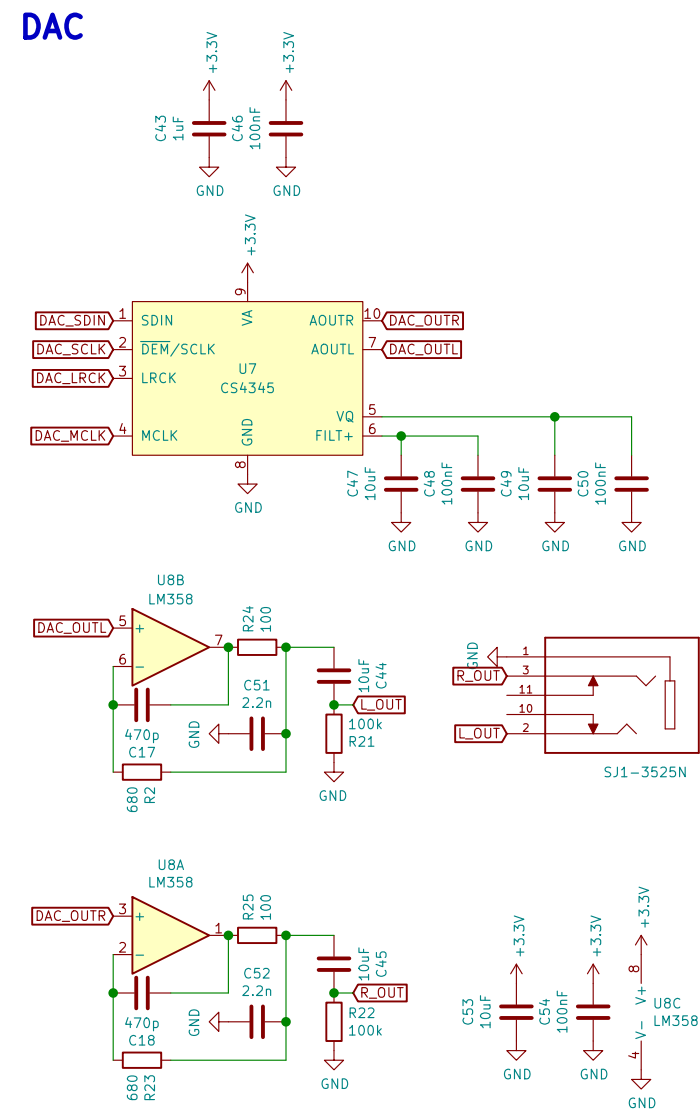 DAC
+3.3V
+3.3V
C43
1uF
C46
100nF
GND
GND
+3.3V
9
VA
DAC_SDIN
1
SDIN
AOUTR
10
DAC_OUTR
DAC_SCLK
2
DEM/SCLK
AOUTL
7
DAC_OUTL
DAC_LRCK
3
LRCK
U7
CS4345
VQ
5
DAC_MCLK
4
MCLK
GND
FILT+
6
8
GND
C47
10uF
C48
100nF
C49
10uF
C50
100nF
GND
GND
GND
GND
U8B
LM358
DAC_OUTL
5
+
6
−
7
R24
100
10uF
C44
C51
2.2n
GND
L_OUT
100k
R21
470p
C17
680
R2
GND
GND
1
R_OUT
3
11
10
L_OUT
2
SJ1-3525N
U8A
LM358
DAC_OUTR
3
+
2
−
1
R25
100
10uF
C45
C52
2.2n
GND
R_OUT
R22
100k
470p
C18
680
R23
GND
+3.3V
+3.3V
+3.3V
C53
10uF
C54
100nF
8
V+
U8C
LM358
V−
4
GND
GND
GND